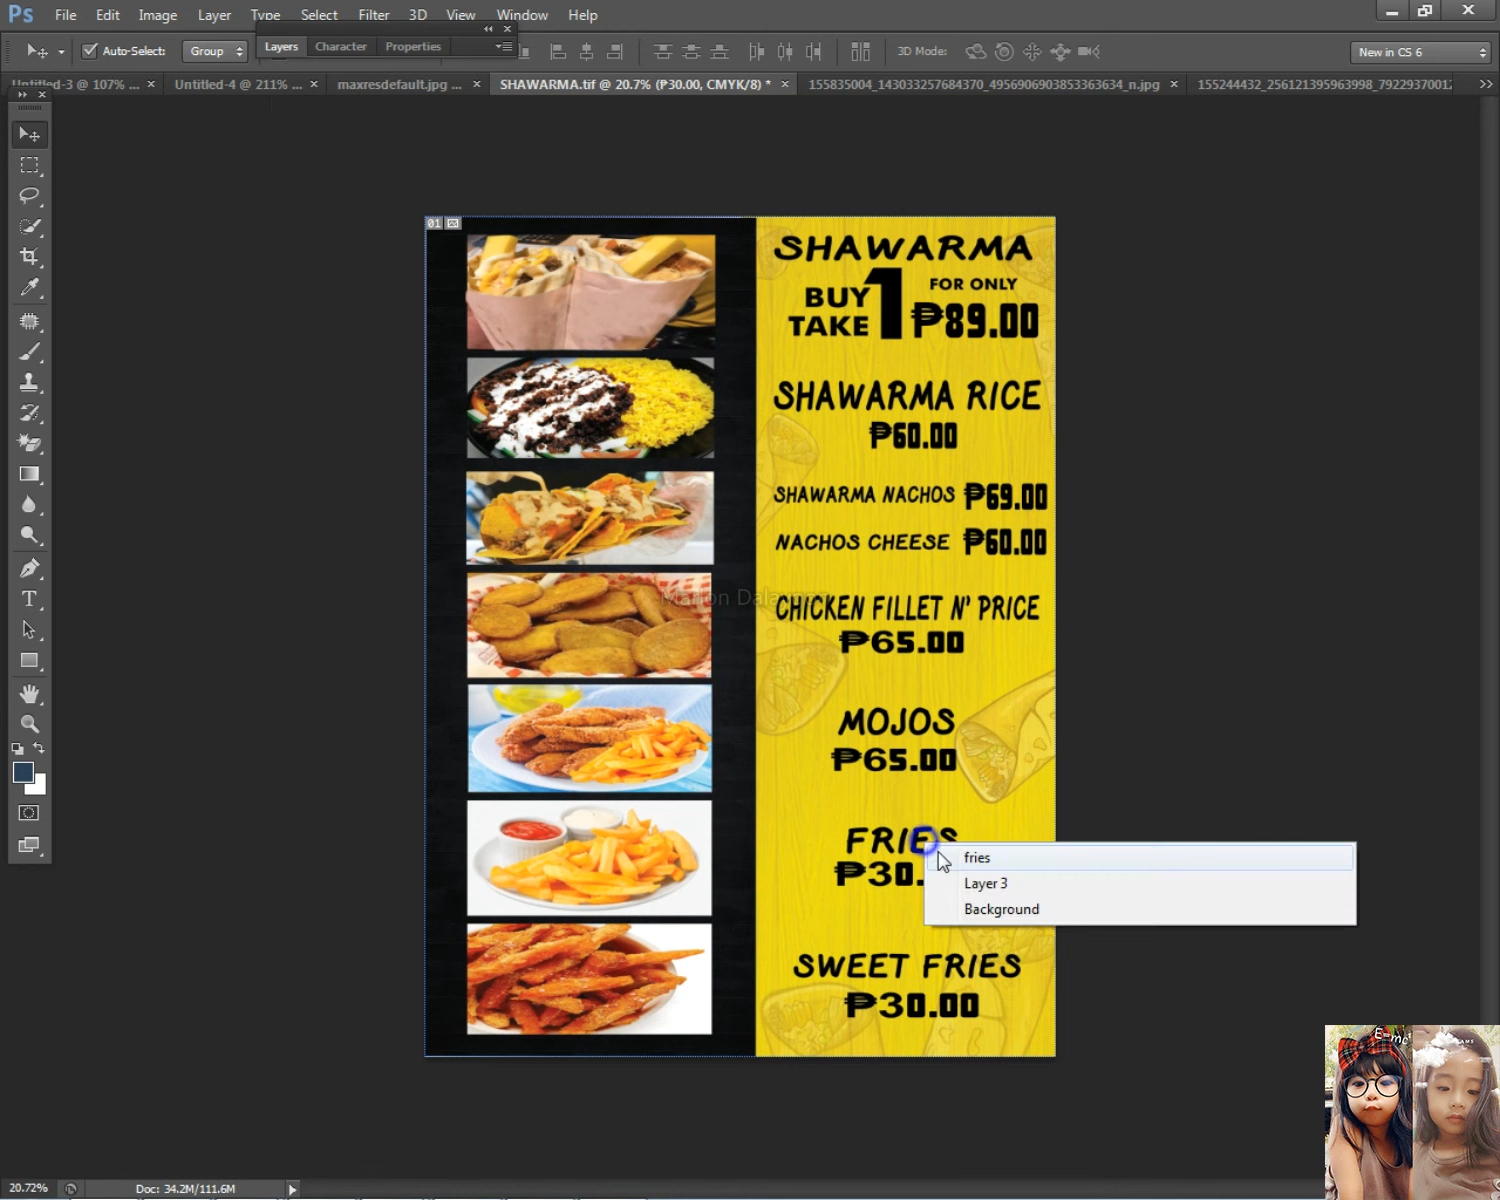 Ps File Edit Image Layer Type Select Filter 3D View Window Help
Auto-Select: Group Layers Character Properties 3D Mode: New in CS 6
Untitled-3 @ 107% ... Untitled-4 @ 211% ... maxresdefault.jpg ... SHAWARMA.tif @ 20.7% (₱30.00, CMYK/8) * 155835004_143033257684370_4956906903853363634_n.jpg 155244432_256121395963998_79229370012
01
SHAWARMA
BUY 1 FOR ONLY
TAKE ₱89.00
SHAWARMA RICE
₱60.00
SHAWARMA NACHOS ₱69.00
NACHOS CHEESE ₱60.00
CHICKEN FILLET N' PRICE
₱65.00
MOJOS
₱65.00
FRIES
₱30.
fries
Layer 3
Background
SWEET FRIES
₱30.00
20.72% Doc: 34.2M/111.6M